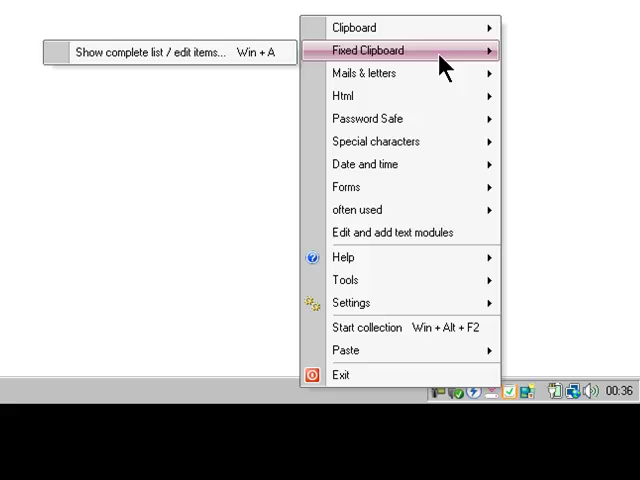 Clipboard
Show complete list / edit items... Win + A
Fixed Clipboard
Mails & letters
Html
Password Safe
Special characters
Date and time
Forms
often used
Edit and add text modules
Help
Tools
Settings
Start collection Win + Alt + F2
Paste
Exit
00:36